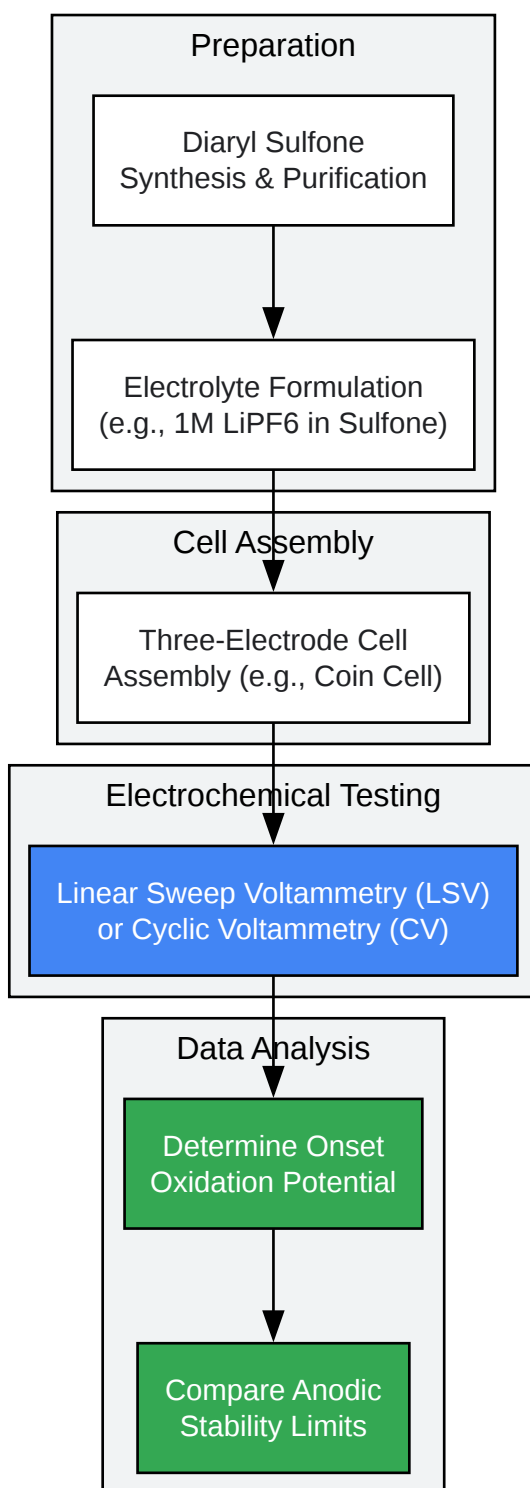 Preparation
Diaryl Sulfone
Synthesis & Purification
Electrolyte Formulation
(e.g., 1M LiPF6 in Sulfone)
Cell Assembly
Three-Electrode Cell
Assembly (e.g., Coin Cell)
Electrochemical Testing
Linear Sweep Voltammetry (LSV)
or Cyclic Voltammetry (CV)
Data Analysis
Determine Onset
Oxidation Potential
Compare Anodic
Stability Limits